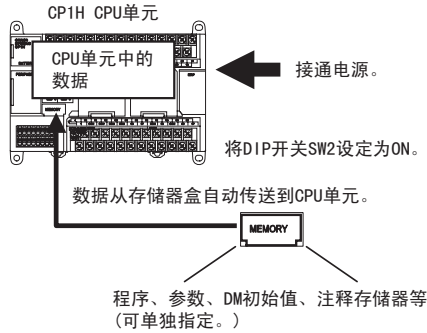 CP1H CPU单元
CPU单元中的
数据
接通电源。
MEMORY
将DIP开关SW2设定为ON。
数据从存储器盒自动传送到CPU单元。
MEMORY
程序、参数、DM初始值、注释存储器等
(可单独指定。)